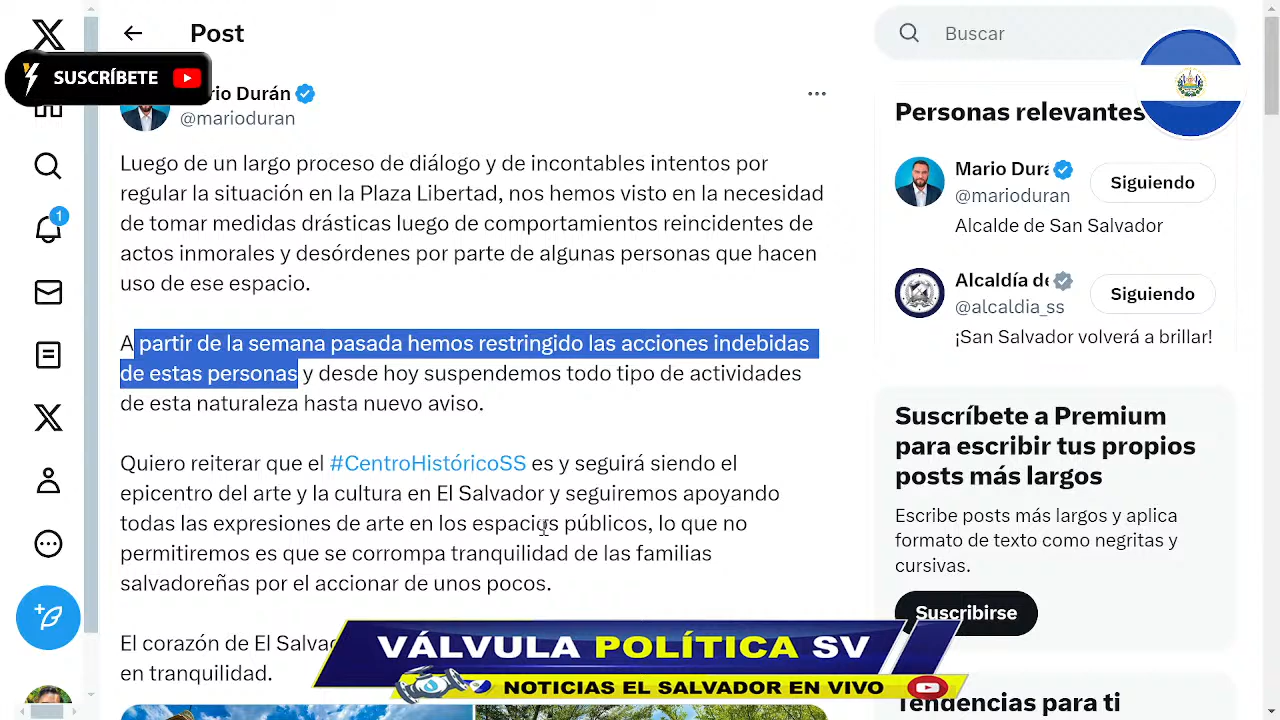 Post
Buscar
SUSCRÍBETE
rio Durán
@marioduran
Luego de un largo proceso de diálogo y de incontables intentos por
regular la situación en la Plaza Libertad, nos hemos visto en la necesidad
de tomar medidas drásticas luego de comportamientos reincidentes de
actos inmorales y desórdenes por parte de algunas personas que hacen
uso de ese espacio.
A partir de la semana pasada hemos restringido las acciones indebidas
de estas personas y desde hoy suspendemos todo tipo de actividades
de esta naturaleza hasta nuevo aviso.
Quiero reiterar que el #CentroHistóricoSS es y seguirá siendo el
epicentro del arte y la cultura en El Salvador y seguiremos apoyando
todas las expresiones de arte en los espacios públicos, lo que no
permitiremos es que se corrompa tranquilidad de las familias
salvadoreñas por el accionar de unos pocos.
El corazón de El Salva
en tranquilidad.
1
Personas relevantes
Mario Durá
@marioduran
Siguiendo
Alcalde de San Salvador
Alcaldía de
@alcaldia_ss
Siguiendo
¡San Salvador volverá a brillar!
Suscríbete a Premium
para escribir tus propios
posts más largos
Escribe posts más largos y aplica
formato de texto como negritas y
cursivas.
Suscribirse
Tendencias para ti
VÁLVULA POLÍTICA SV
NOTICIAS EL SALVADOR EN VIVO